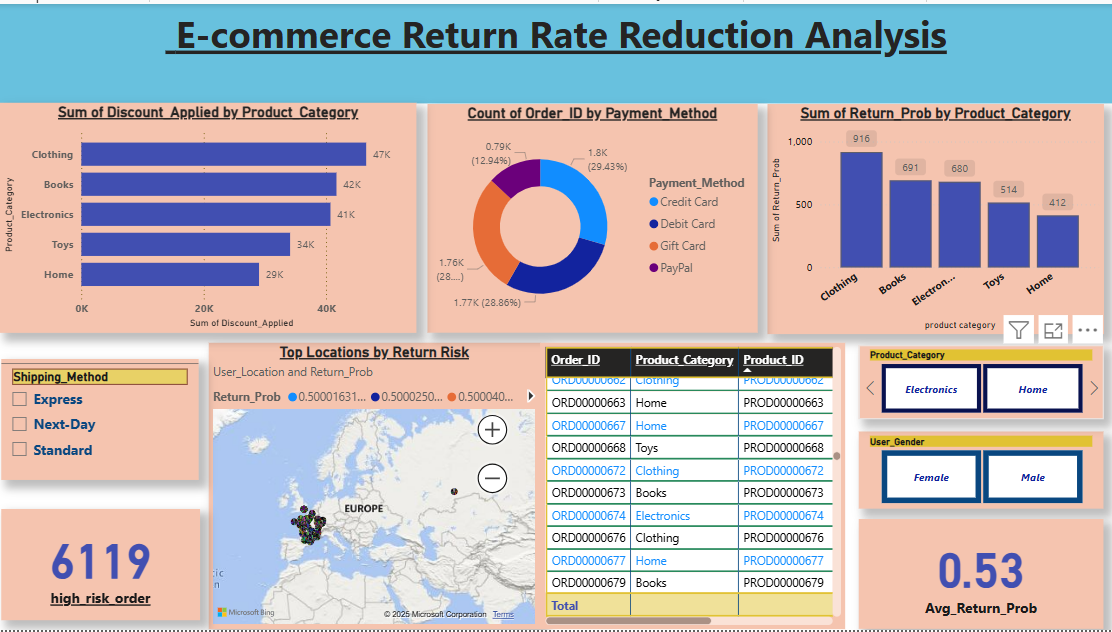 E-commerce Return Rate Reduction Analysis
Sum of Discount_Applied by Product_Category
Product_Category
Clothing
47K
Books
42K
Electronics
41K
Toys
34K
Home
29K
0K
20K
40K
Sum of Discount_Applied
Count of Order_ID by Payment_Method
0.79K
(12.94%)
1.8K
(29.43%)
1.76K
(28....)
1.77K (28.86%)
Payment_Method
Credit Card
Debit Card
Gift Card
PayPal
Sum of Return_Prob by Product_Category
Sum of Return_Prob
1,000
500
0
916
691
680
514
412
Clothing
Books
Electron...
Toys
Home
product category
Shipping_Method
Express
Next-Day
Standard
6119
high_risk_order
Top Locations by Return Risk
User_Location and Return_Prob
Return_Prob 0.50001631... 0.5000250... 0.500040...
EUROPE
Microsoft Bing
© 2025 Microsoft Corporation Terms
Order_ID Product_Category Product_ID
ORD00000662 Clothing PROD00000662
ORD00000663 Home PROD00000663
ORD00000667 Home PROD00000667
ORD00000668 Toys PROD00000668
ORD00000672 Clothing PROD00000672
ORD00000673 Books PROD00000673
ORD00000674 Electronics PROD00000674
ORD00000676 Clothing PROD00000676
ORD00000677 Home PROD00000677
ORD00000679 Books PROD00000679
Total
Product_Category
Electronics
Home
User_Gender
Female
Male
0.53
Avg_Return_Prob